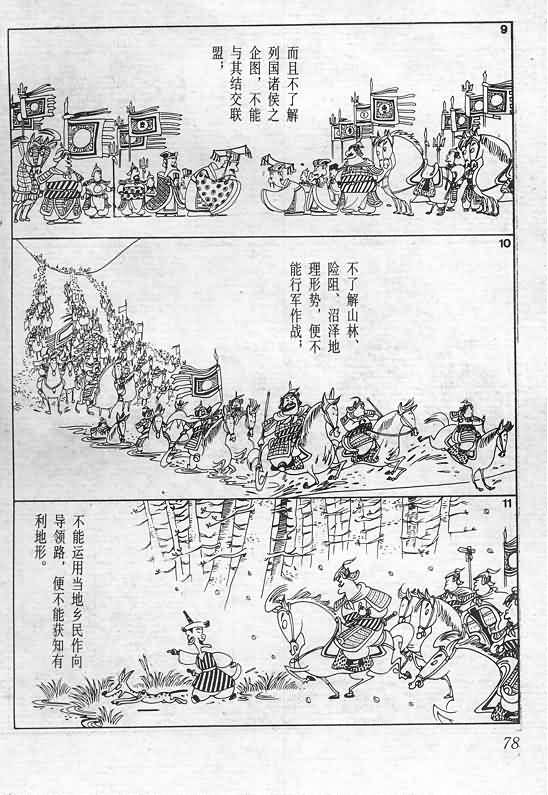 9
而且不了解
列国诸侯之
企图，不能
与其结交联
盟；
10
不了解山林、
险阻、沼泽地
理形势，便不
能行军作战；
11
不能运用当地乡民作向
导领路，便不能获知有
利地形。
78